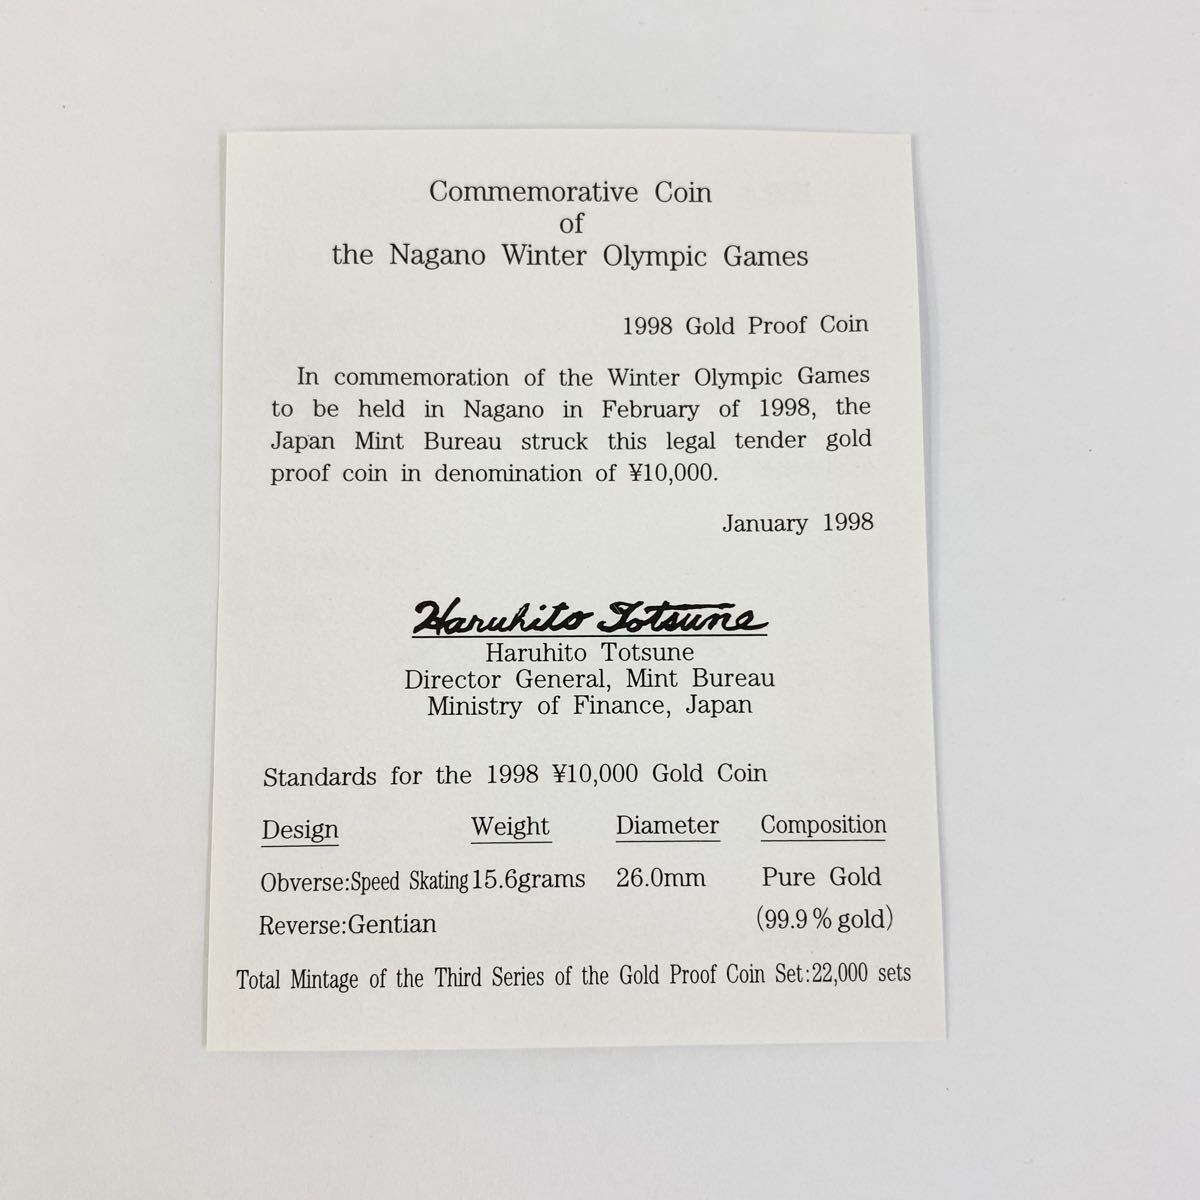 Commemorative Coin
of
the Nagano Winter Olympic Games
1998 Gold Proof Coin
In commemoration of the Winter Olympic Games
to be held in Nagano in February of 1998, the
Japan Mint Bureau struck this legal tender gold
proof coin in denomination of ¥10,000.
January 1998
Haruhito Totsune
Haruhito Totsune
Director General, Mint Bureau
Ministry of Finance, Japan
Standards for the 1998 ¥10,000 Gold Coin
Design Weight Diameter Composition
Obverse:Speed Skating 15.6grams 26.0mm Pure Gold
Reverse:Gentian (99.9%gold)
Total Mintage of the Third Series of the Gold Proof Coin Set:22,000 sets